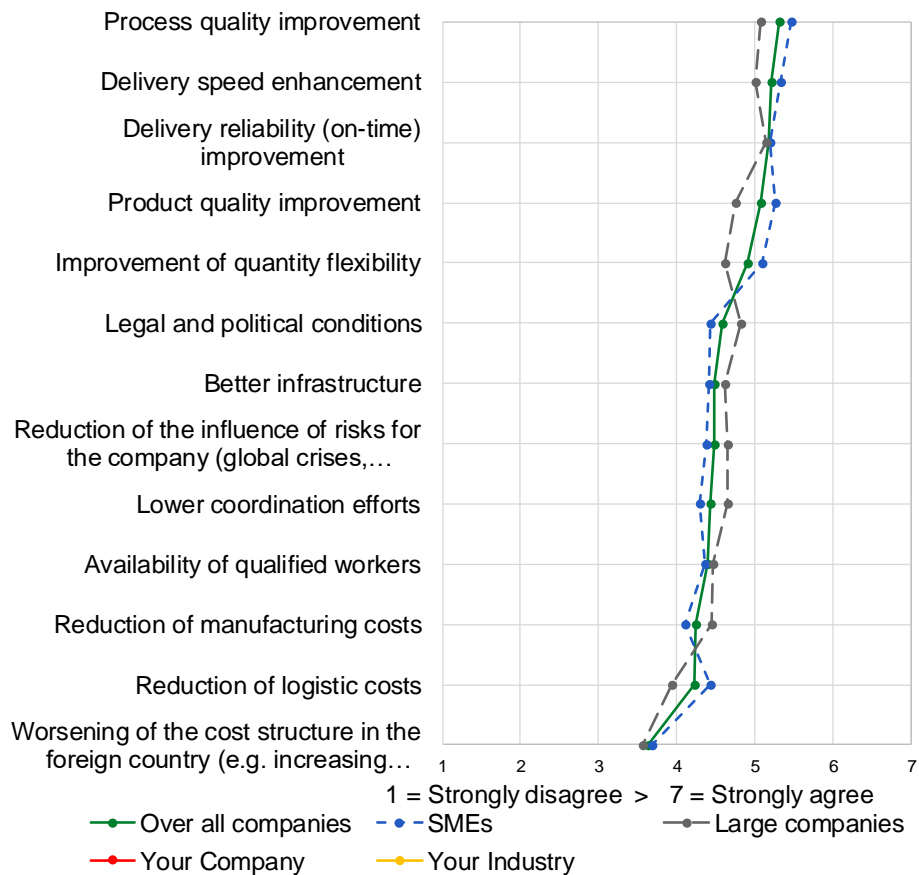 Process quality improvement
Delivery speed enhancement
Delivery reliability (on-time)
improvement
Product quality improvement
Improvement of quantity flexibility
Legal and political conditions
Better infrastructure
Reduction of the influence of risks for
the company (global crises,…
Lower coordination efforts
Availability of qualified workers
Reduction of manufacturing costs
Reduction of logistic costs
Worsening of the cost structure in the
foreign country (e.g. increasing…
1 2 3 4 5 6 7
1 = Strongly disagree > 7 = Strongly agree
Over all companies SMEs Large companies
Your Company Your Industry